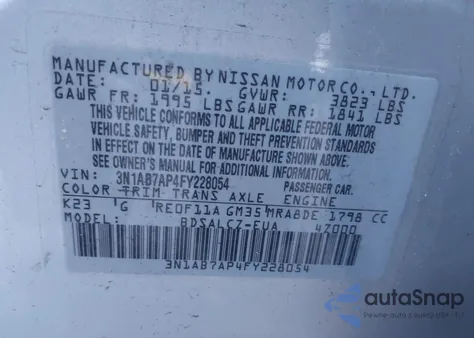 MANUFACTURED BY NISSAN MOTOR CO., LTD.
DATE: 01/15. GVWR: 3823 LBS
GAWR FR: 1995 LBS GAWR RR: 1841 LBS
THIS VEHICLE CONFORMS TO ALL APPLICABLE FEDERAL MOTOR
VEHICLE SAFETY, BUMPER AND THEFT PREVENTION STANDARDS
IN EFFECT ON THE DATE OF MANUFACTURE SHOWN ABOVE.
SEE OWNER'S MANUAL FOR ADDITIONAL INFORMATION
VIN: 3N1AB7AP4FY228054 PASSENGER CAR.
COLOR TRIM TRANS AXLE ENGINE
K23 G RE0F11A GM35 MRA8DE 1798 CC
MODEL: BDSALCZ-EUA 47000
3N1AB7AP4FY228054
autoSnap